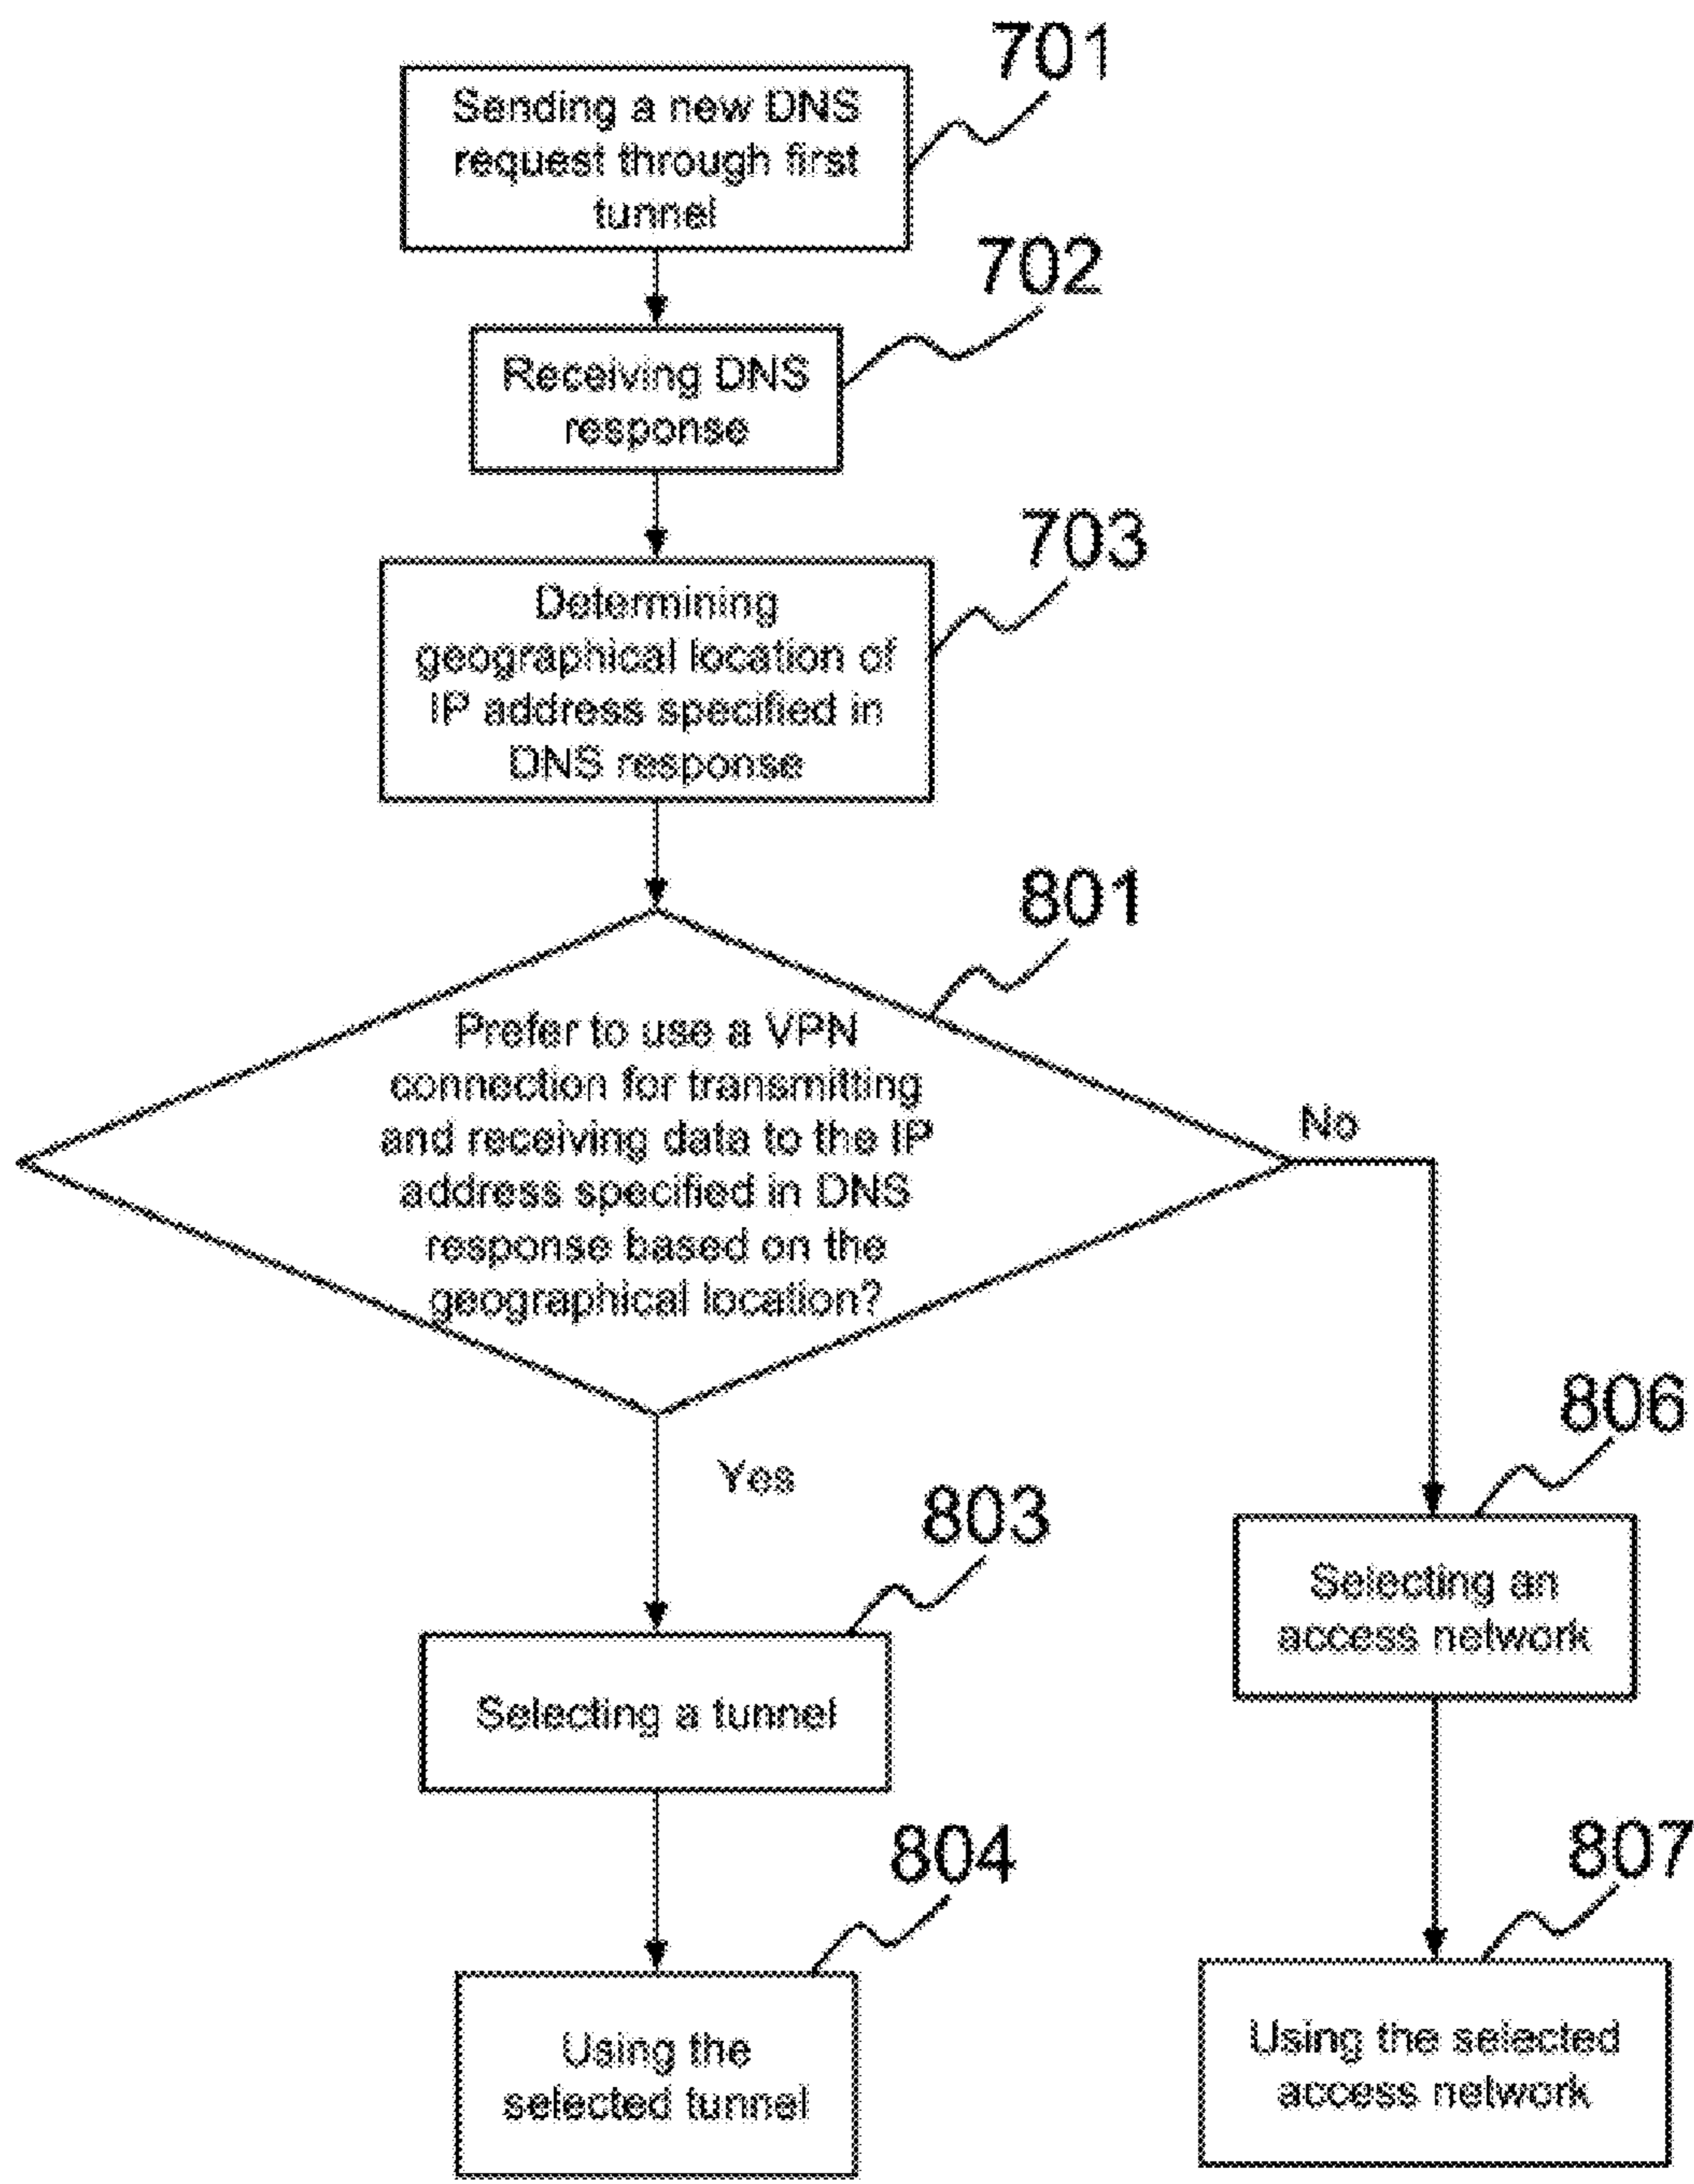 701
Sending a new DNS
request through first
tunnel
702
Receiving DNS
response
703
Determining
geographical location of
IP address specified in
DNS response
801
Prefer to use a VPN
connection for transmitting
and receiving data to the IP
address specified in DNS
response based on the
geographical location?
No
Yes
806
Selecting an
access network
803
Selecting a tunnel
804
Using the
selected tunnel
807
Using the selected
access network